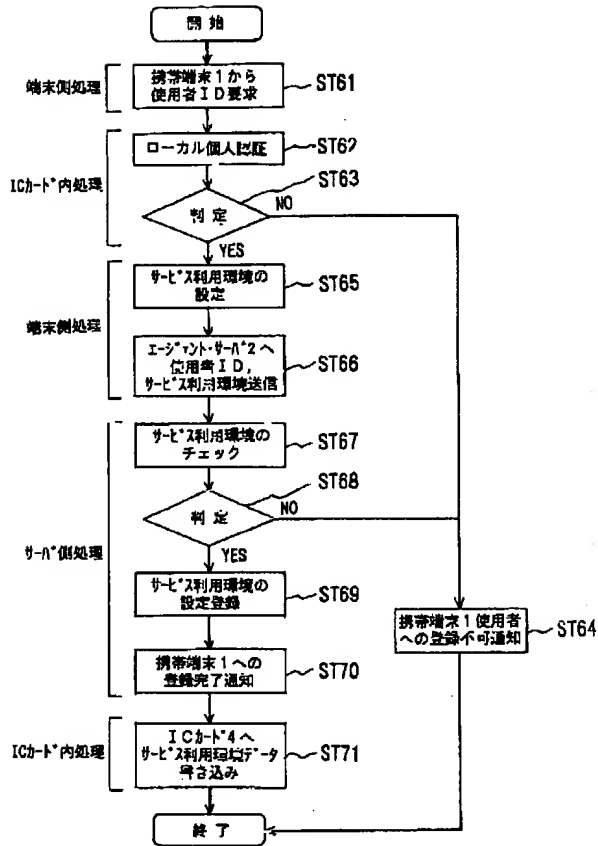 開始
端末側処理
携帯端末1から
使用者ID要求
ST61
ICカード内処理
ローカル個人認証
ST62
判定
ST63
NO
YES
端末側処理
サービス利用環境の
設定
ST65
エージェント・サーバ2へ
使用者ID,
サービス利用環境送信
ST66
サーバ側処理
サービス利用環境の
チェック
ST67
判定
ST68
NO
YES
サービス利用環境の
設定登録
ST69
携帯端末1使用者
への登録不可通知
ST64
携帯端末1への
登録完了通知
ST70
ICカード内処理
ICカード4へ
サービス利用環境データ
書き込み
ST71
終了